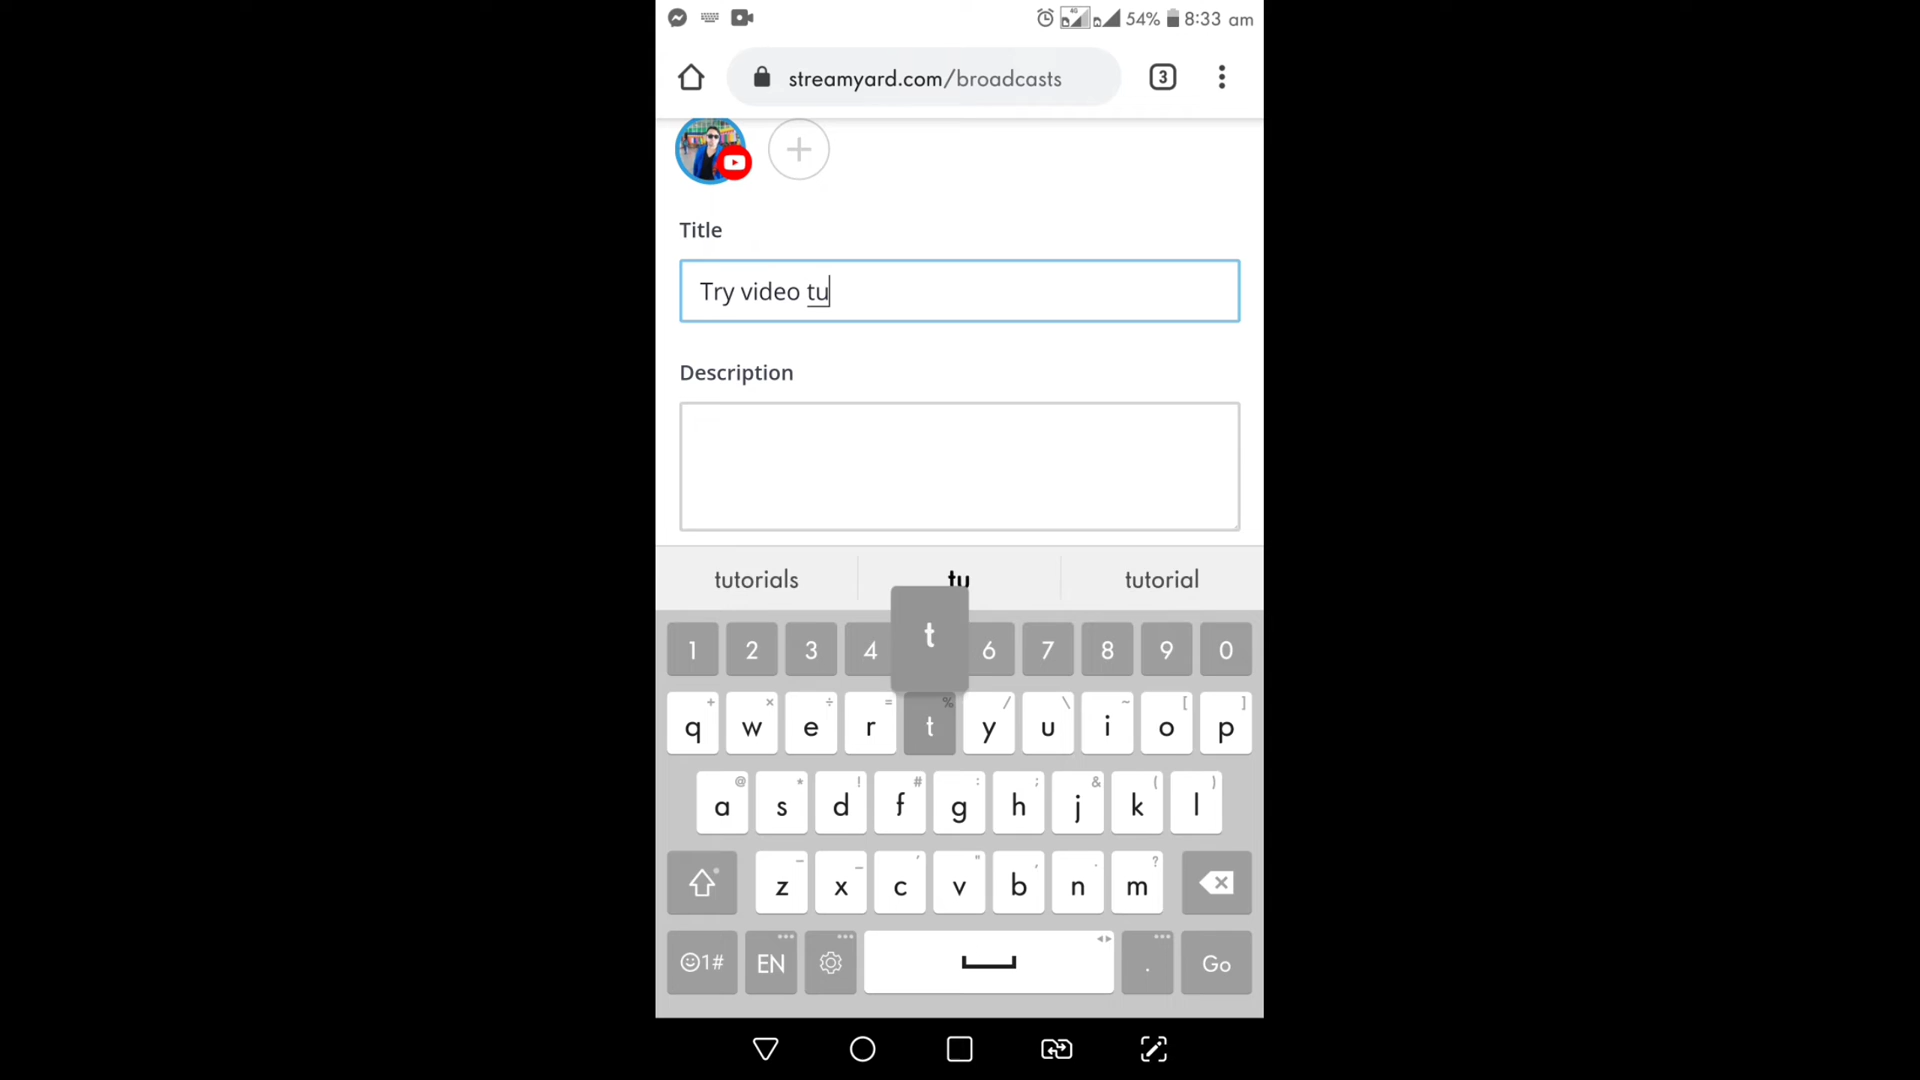 4G 54% 8:33 am
streamyard.com/broadcasts 3
Title
Try video tu
Description
tutorials tu tutorial
t
1 2 3 4 6 7 8 9 0
+ × ÷ = % / \ ~ [ ]
q w e r t y u i o p
@ * ! # : ; & ( )
a s d f g h j k l
- _ ' " , . ?
z x c v b n m
1# EN . Go